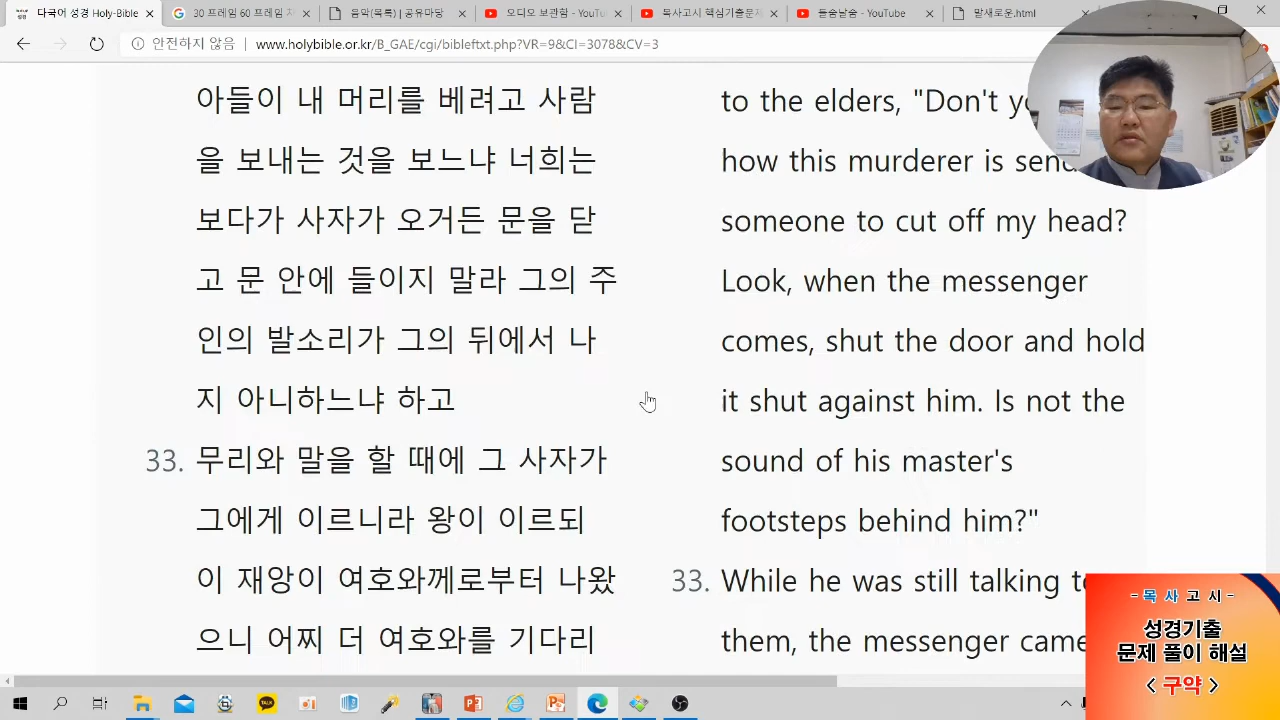 다국어 성경 Holy-Bible
30 프레임 60 프레임
음악(목록) | 공유마당
오디오 보관함 - YouTu
목사고시 핵심기출문제
들숨날숨 - YouTube
말새로운.html
안전하지 않음
www.holybible.or.kr/B_GAE/cgi/bibleftxt.php?VR=9&CI=3078&CV=3
아들이 내 머리를 베려고 사람
을 보내는 것을 보느냐 너희는
보다가 사자가 오거든 문을 닫
고 문 안에 들이지 말라 그의 주
인의 발소리가 그의 뒤에서 나
지 아니하느냐 하고
33. 무리와 말을 할 때에 그 사자가
그에게 이르니라 왕이 이르되
이 재앙이 여호와께로부터 나왔
으니 어찌 더 여호와를 기다리
to the elders, "Don't
how this murderer is
someone to cut off my head?
Look, when the messenger
comes, shut the door and hold
it shut against him. Is not the
sound of his master's
footsteps behind him?"
33. While he was still talking
them, the messenger came
- 목 사 고 시 -
성경기출
문제 풀이 해설
< 구약 >
TALK